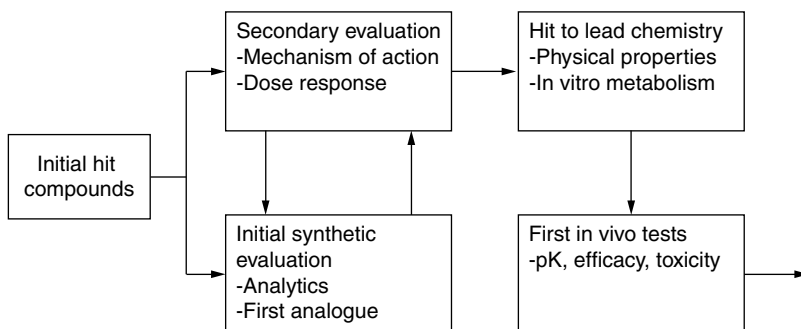 Initial hit
compounds
Secondary evaluation
-Mechanism of action
-Dose response
Initial synthetic
evaluation
-Analytics
-First analogue
Hit to lead chemistry
-Physical properties
-In vitro metabolism
First in vivo tests
-pK, efficacy, toxicity